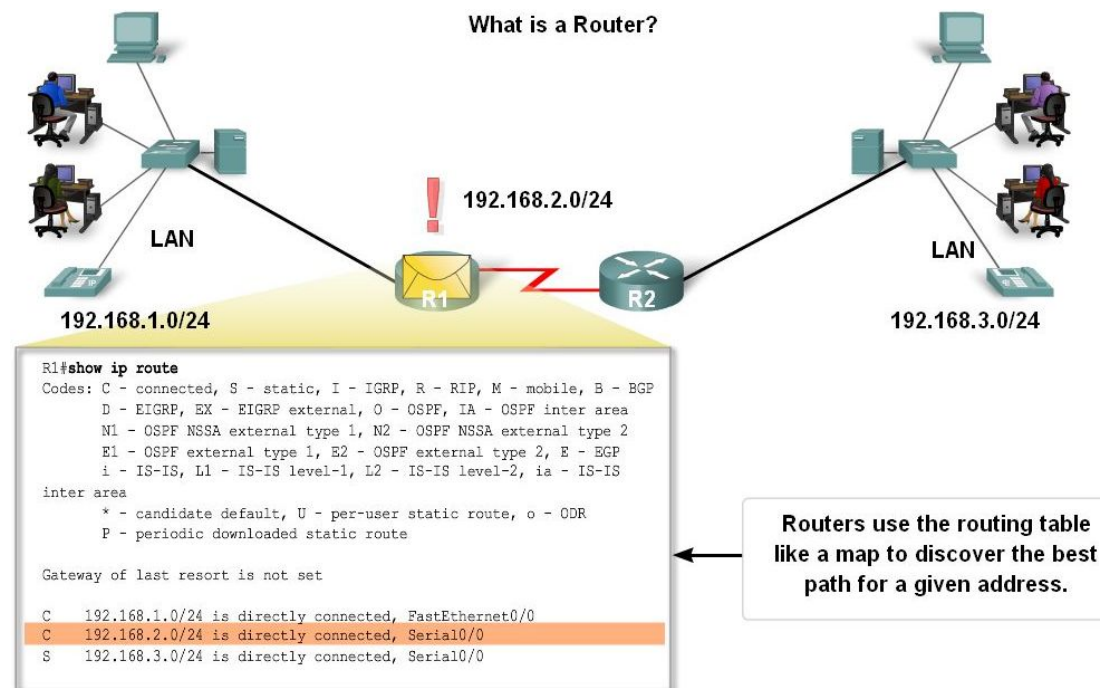 What is a Router?
192.168.2.0/24
LAN
LAN
R1
R2
192.168.1.0/24
192.168.3.0/24
R1#show ip route
Codes: C - connected, S - static, I - IGRP, R - RIP, M - mobile, B - BGP
D - EIGRP, EX - EIGRP external, O - OSPF, IA - OSPF inter area
N1 - OSPF NSSA external type 1, N2 - OSPF NSSA external type 2
E1 - OSPF external type 1, E2 - OSPF external type 2, E - EGP
i - IS-IS, L1 - IS-IS level-1, L2 - IS-IS level-2, ia - IS-IS
inter area
* - candidate default, U - per-user static route, o - ODR
P - periodic downloaded static route
Gateway of last resort is not set
C 192.168.1.0/24 is directly connected, FastEthernet0/0
C 192.168.2.0/24 is directly connected, Serial0/0
S 192.168.3.0/24 is directly connected, Serial0/0
Routers use the routing table
like a map to discover the best
path for a given address.